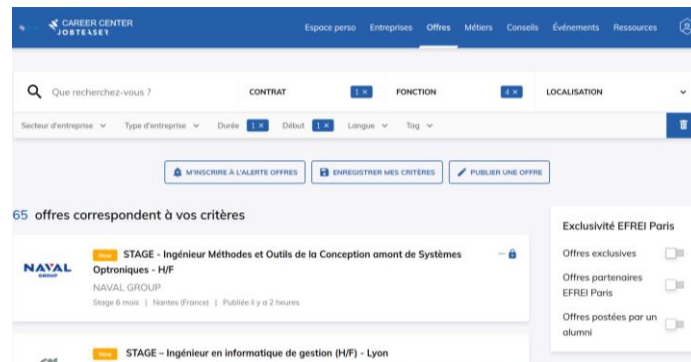 CAREER CENTER
JOBTEASER
Espace perso Entreprises Offres Métiers Conseils Événements Ressources
Que recherchez-vous ? CONTRAT 1 × FONCTION 4 × LOCALISATION
Secteur d'entreprise Type d'entreprise Durée 1 × Début 1 × Langue Tag
M'INSCRIRE À L'ALERTE OFFRES ENREGISTRER MES CRITÈRES PUBLIER UNE OFFRE
65 offres correspondent à vos critères
New STAGE - Ingénieur Méthodes et Outils de la Conception amont de Systèmes
Optroniques - H/F
NAVAL GROUP
NAVAL GROUP
Stage 6 mois | Nantes (France) | Publiée il y a 2 heures
New STAGE – Ingénieur en informatique de gestion (H/F) - Lyon
Exclusivité EFREI Paris
Offres exclusives
Offres partenaires
EFREI Paris
Offres postées par un
alumni